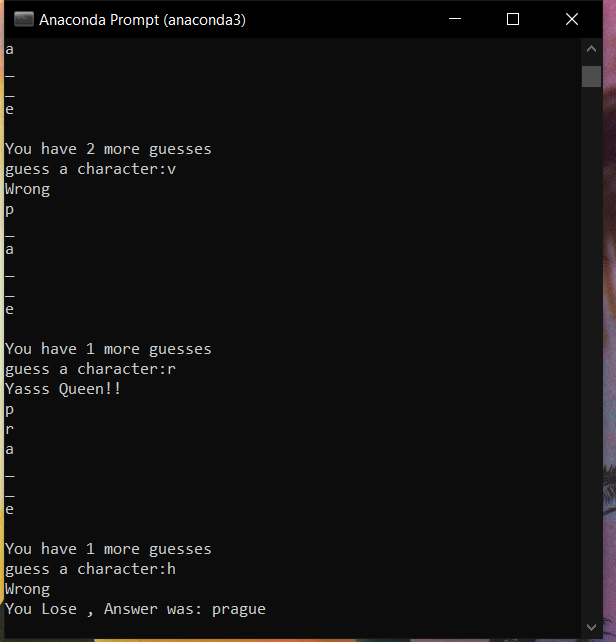 Anaconda Prompt (anaconda3)
a
_
_
e
You have 2 more guesses
guess a character:v
Wrong
p
_
a
_
_
e
You have 1 more guesses
guess a character:r
Yasss Queen!!
p
r
a
_
_
e
You have 1 more guesses
guess a character:h
Wrong
You Lose , Answer was: prague